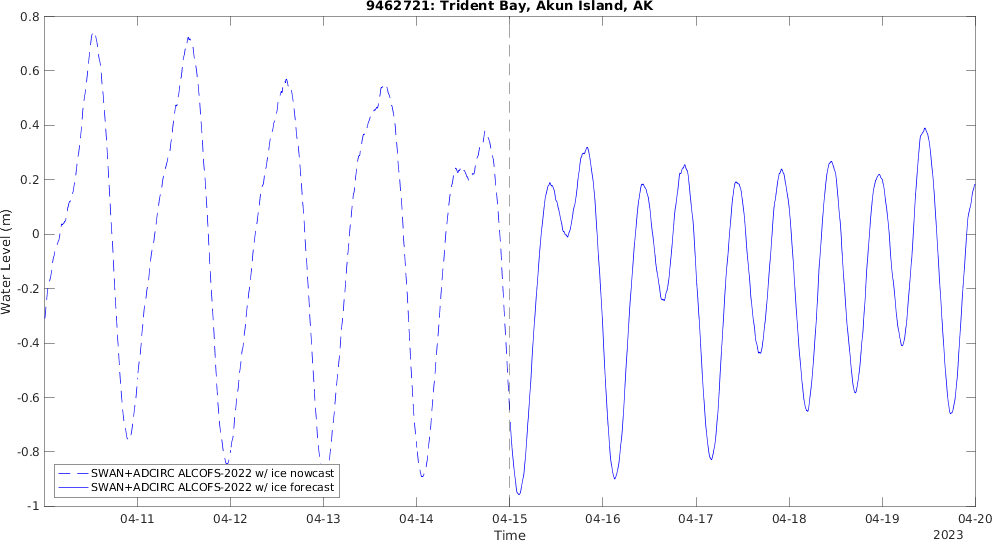 9462721: Trident Bay, Akun Island, AK
0.8
0.6
0.4
0.2
0
-0.2
-0.4
-0.6
-0.8
-1
Water Level (m)
SWAN+ADCIRC ALCOFS-2022 w/ ice nowcast
SWAN+ADCIRC ALCOFS-2022 w/ ice forecast
04-11 04-12 04-13 04-14 04-15 04-16 04-17 04-18 04-19 04-20
Time
2023